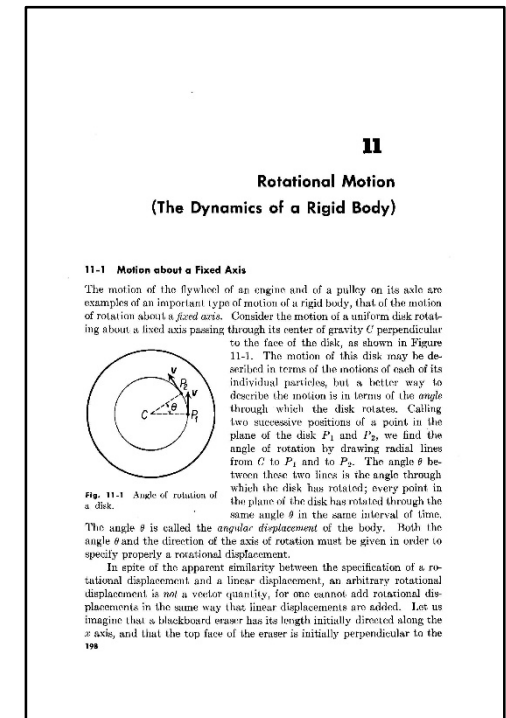 11
Rotational Motion
(The Dynamics of a Rigid Body)
11-1 Motion about a Fixed Axis
The motion of the flywheel of an engine and of a pulley on its axle are
examples of an important type of motion of a rigid body, that of the motion
of rotation about a fixed axis. Consider the motion of a uniform disk rotat-
ing about a fixed axis passing through its center of gravity C perpendicular
to the face of the disk, as shown in Figure
11-1. The motion of this disk may be de-
scribed in terms of the motions of each of its
individual particles, but a better way to
describe the motion is in terms of the angle
through which the disk rotates. Calling
two successive positions of a point in the
plane of the disk P₁ and P₂, we find the
angle of rotation by drawing radial lines
from C to P₁ and to P₂. The angle θ be-
tween these two lines is the angle through
which the disk has rotated; every point in
the plane of the disk has rotated through the
same angle θ in the same interval of time.
v
P₂
v
θ
C
P₁
Fig. 11-1 Angle of rotation of
a disk.
The angle θ is called the angular displacement of the body. Both the
angle θ and the direction of the axis of rotation must be given in order to
specify properly a rotational displacement.
In spite of the apparent similarity between the specification of a ro-
tational displacement and a linear displacement, an arbitrary rotational
displacement is not a vector quantity, for one cannot add rotational dis-
placements in the same way that linear displacements are added. Let us
imagine that a blackboard eraser has its length initially directed along the
x axis, and that the top face of the eraser is initially perpendicular to the
198